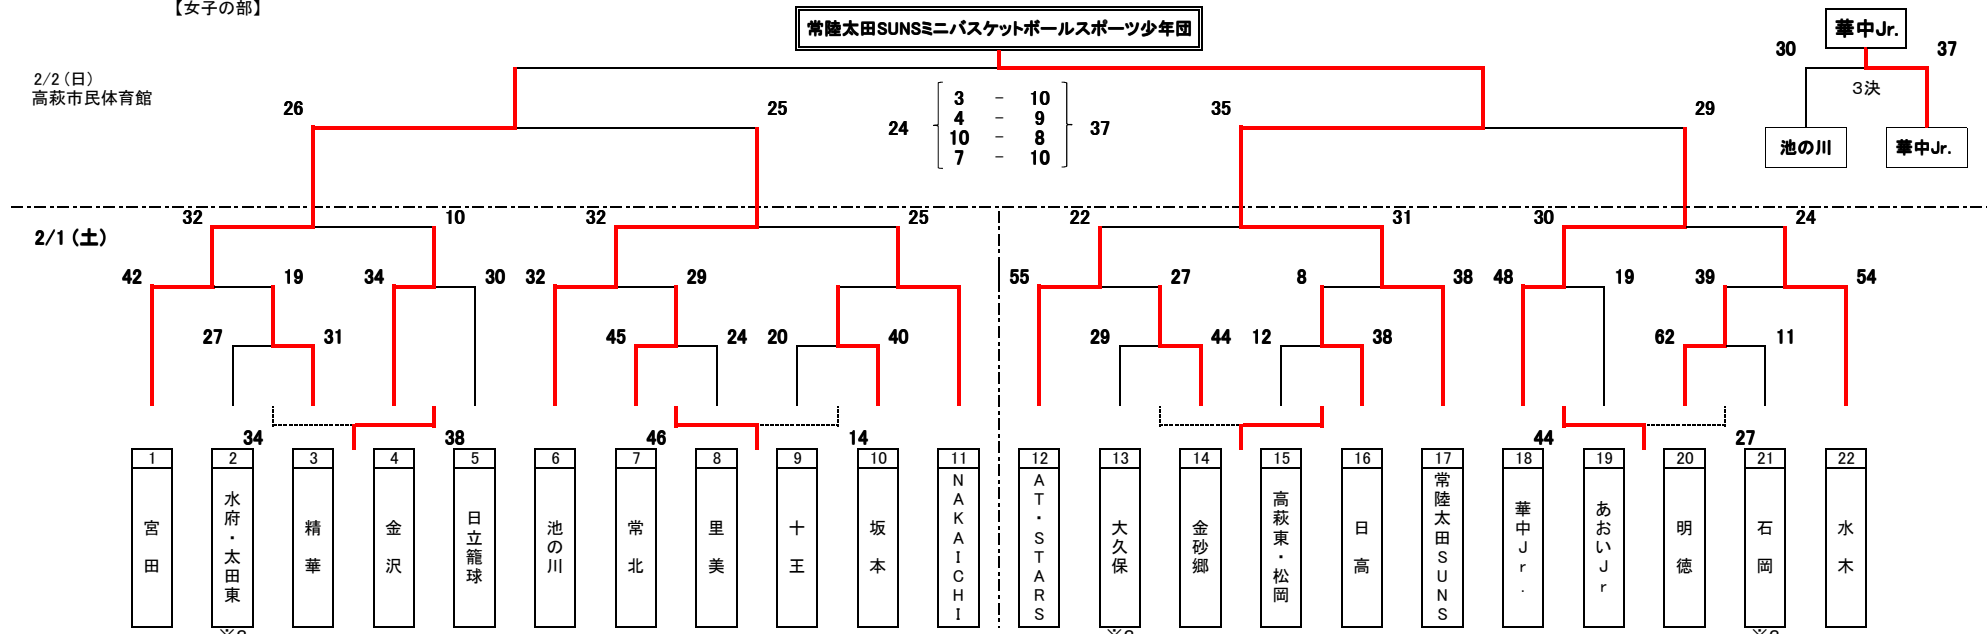 【女子の部】
常陸太田SUNSミニバスケットボールスポーツ少年団
華中Jr.
30 37
3決
池の川 華中Jr.
2/2(日)
高萩市民体育館
26 25 35 29
24 37
3 - 10
4 - 9
10 - 8
7 - 10
2/1(土)
32 10 32 25 22 31 30 24
42 19 34 30 32 29 55 27 8 38 48 19 39 54
27 31 45 24 20 40 29 44 12 38 62 11
34 38 46 14 44 27
1 2 3 4 5 6 7 8 9 10 11 12 13 14 15 16 17 18 19 20 21 22
宮田
水府・太田東
精華
金沢
日立籠球
池の川
常北
里美
十王
坂本
NAKAICHI
AT・STARS
大久保
金砂郷
高萩東・松岡
日高
常陸太田SUNS
華中Jr.
あおいJr
明徳
石岡
水木